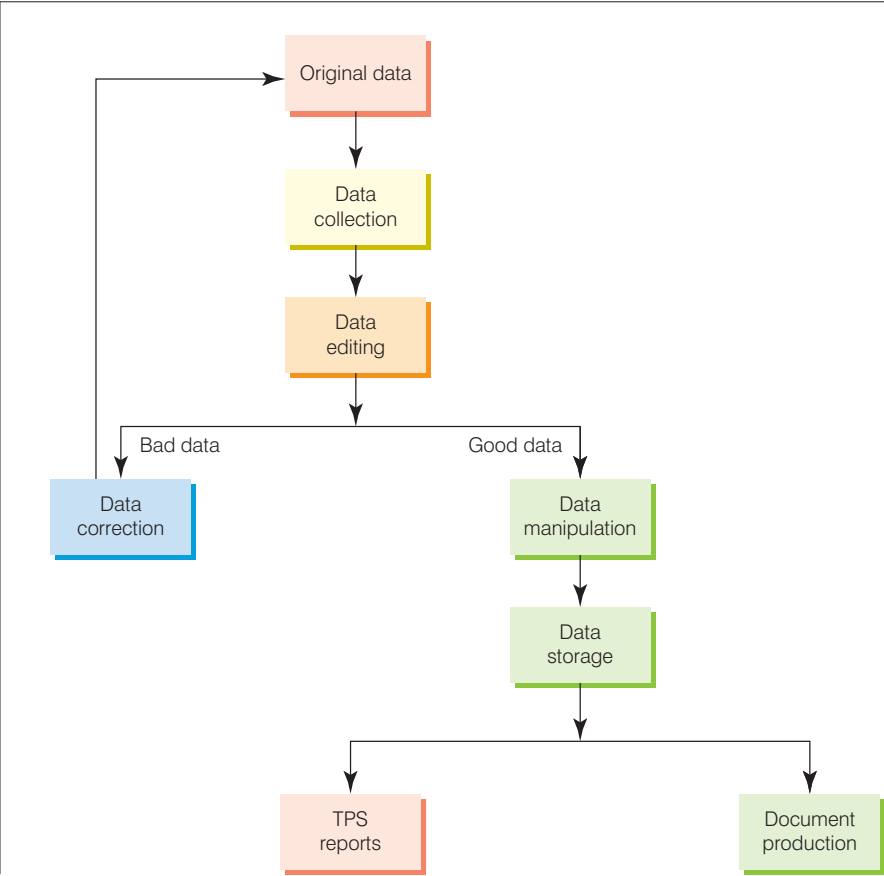 Original data
Data
collection
Data
editing
Bad data
Good data
Data
correction
Data
manipulation
Data
storage
TPS
reports
Document
production